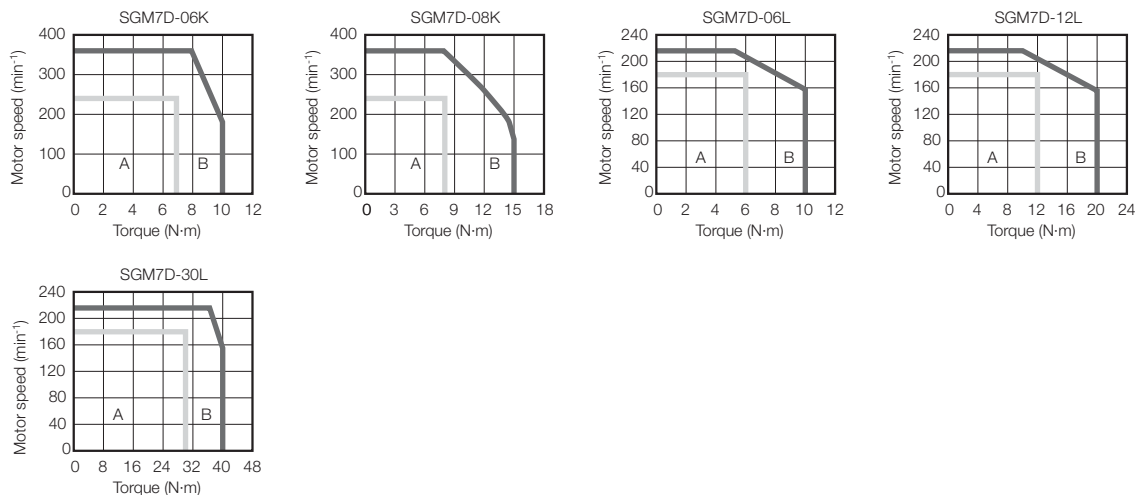 SGM7D-06K
Motor speed (min⁻¹)
400
300
200
100
0
A
B
0 2 4 6 8 10 12
Torque (N·m)
SGM7D-08K
Motor speed (min⁻¹)
400
300
200
100
0
A
B
0 3 6 9 12 15 18
Torque (N·m)
SGM7D-06L
Motor speed (min⁻¹)
240
200
160
120
80
40
0
A
B
0 2 4 6 8 10 12
Torque (N·m)
SGM7D-12L
Motor speed (min⁻¹)
240
200
160
120
80
40
0
A
B
0 4 8 12 16 20 24
Torque (N·m)
SGM7D-30L
Motor speed (min⁻¹)
240
200
160
120
80
40
0
A
B
0 8 16 24 32 40 48
Torque (N·m)